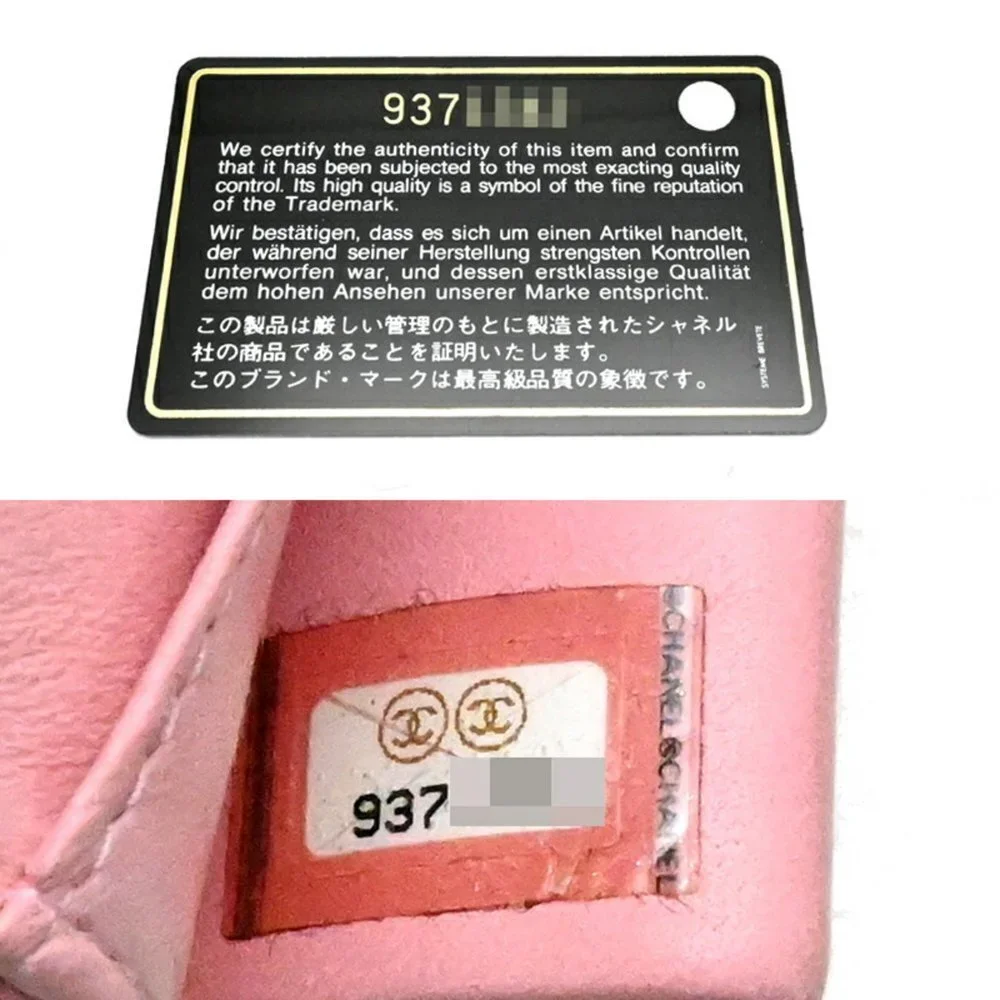 937
We certify the authenticity of this item and confirm
that it has been subjected to the most exacting quality
control. Its high quality is a symbol of the fine reputation
of the Trademark.
Wir bestätigen, dass es sich um einen Artikel handelt,
der während seiner Herstellung strengsten Kontrollen
unterworfen war, und dessen erstklassige Qualität
dem hohen Ansehen unserer Marke entspricht.
この製品は厳しい管理のもとに製造されたシャネル
社の商品であることを証明いたします。
このブランド・マークは最高級品質の象徴です。
SYSTEME BREVETE
937
CHANEL CHANEL